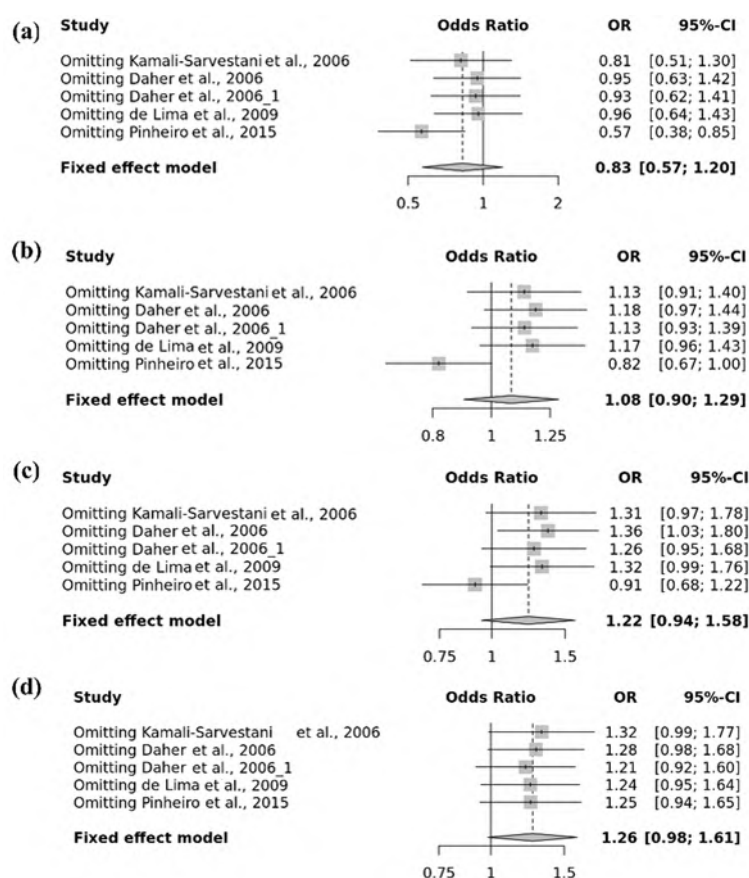 (a) Study Odds Ratio OR 95%-CI
Omitting Kamali-Sarvestani et al., 2006 0.81 [0.51; 1.30]
Omitting Daher et al., 2006 0.95 [0.63; 1.42]
Omitting Daher et al., 2006_1 0.93 [0.62; 1.41]
Omitting de Lima et al., 2009 0.96 [0.64; 1.43]
Omitting Pinheiro et al., 2015 0.57 [0.38; 0.85]
Fixed effect model 0.83 [0.57; 1.20]
0.5 1 2
(b) Study Odds Ratio OR 95%-CI
Omitting Kamali-Sarvestani et al., 2006 1.13 [0.91; 1.40]
Omitting Daher et al., 2006 1.18 [0.97; 1.44]
Omitting Daher et al., 2006_1 1.13 [0.93; 1.39]
Omitting de Lima et al., 2009 1.17 [0.96; 1.43]
Omitting Pinheiro et al., 2015 0.82 [0.67; 1.00]
Fixed effect model 1.08 [0.90; 1.29]
0.8 1 1.25
(c) Study Odds Ratio OR 95%-CI
Omitting Kamali-Sarvestani et al., 2006 1.31 [0.97; 1.78]
Omitting Daher et al., 2006 1.36 [1.03; 1.80]
Omitting Daher et al., 2006_1 1.26 [0.95; 1.68]
Omitting de Lima et al., 2009 1.32 [0.99; 1.76]
Omitting Pinheiro et al., 2015 0.91 [0.68; 1.22]
Fixed effect model 1.22 [0.94; 1.58]
0.75 1 1.5
(d) Study Odds Ratio OR 95%-CI
Omitting Kamali-Sarvestani et al., 2006 1.32 [0.99; 1.77]
Omitting Daher et al., 2006 1.28 [0.98; 1.68]
Omitting Daher et al., 2006_1 1.21 [0.92; 1.60]
Omitting de Lima et al., 2009 1.24 [0.95; 1.64]
Omitting Pinheiro et al., 2015 1.25 [0.94; 1.65]
Fixed effect model 1.26 [0.98; 1.61]
0.75 1 1.5